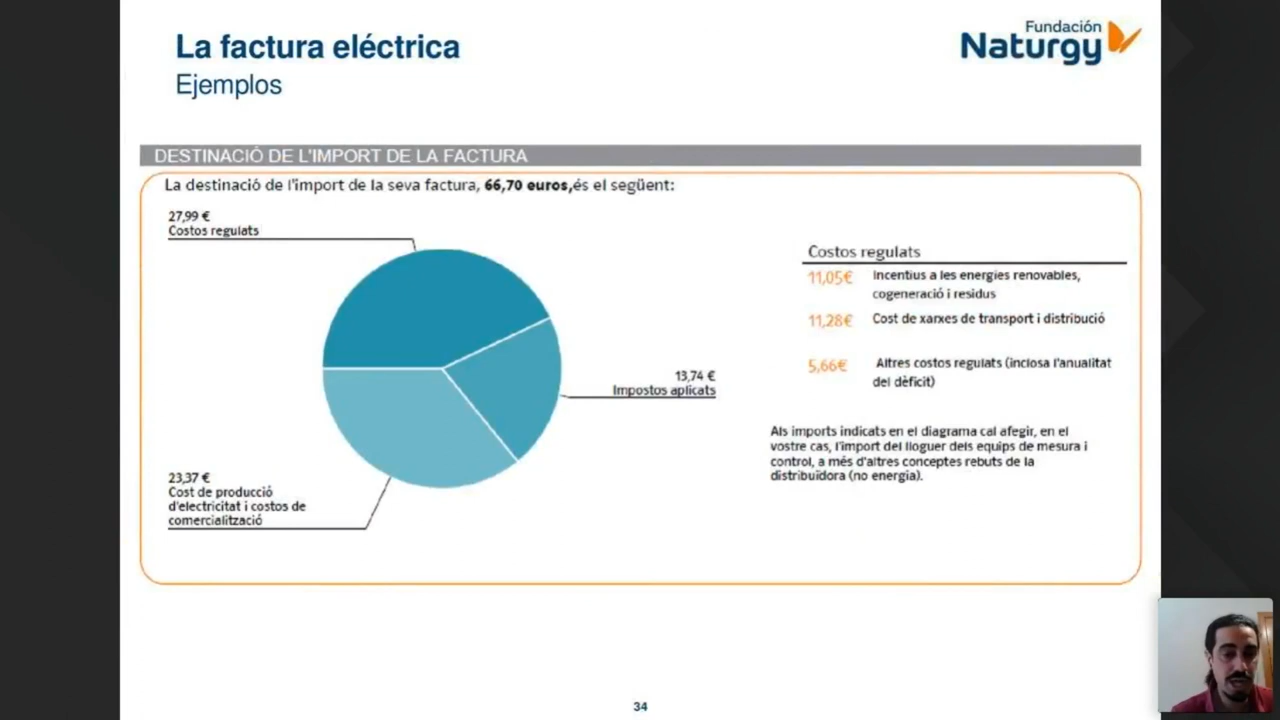 La factura eléctrica
Ejemplos
Fundación
Naturgy
DESTINACIÓ DE L'IMPORT DE LA FACTURA
La destinació de l'import de la seva factura, 66,70 euros,és el següent:
27,99 €
Costos regulats
13,74 €
Impostos aplicats
23,37 €
Cost de producció
d'electricitat i costos de
comercialització
Costos regulats
11,05€ Incentius a les energies renovables,
cogeneració i residus
11,28€ Cost de xarxes de transport i distribució
5,66€ Altres costos regulats (inclosa l'anualitat
del dèficit)
Als imports indicats en el diagrama cal afegir, en el
vostre cas, l'import del lloguer dels equips de mesura i
control, a més d'altres conceptes rebuts de la
distribuïdora (no energia).
34